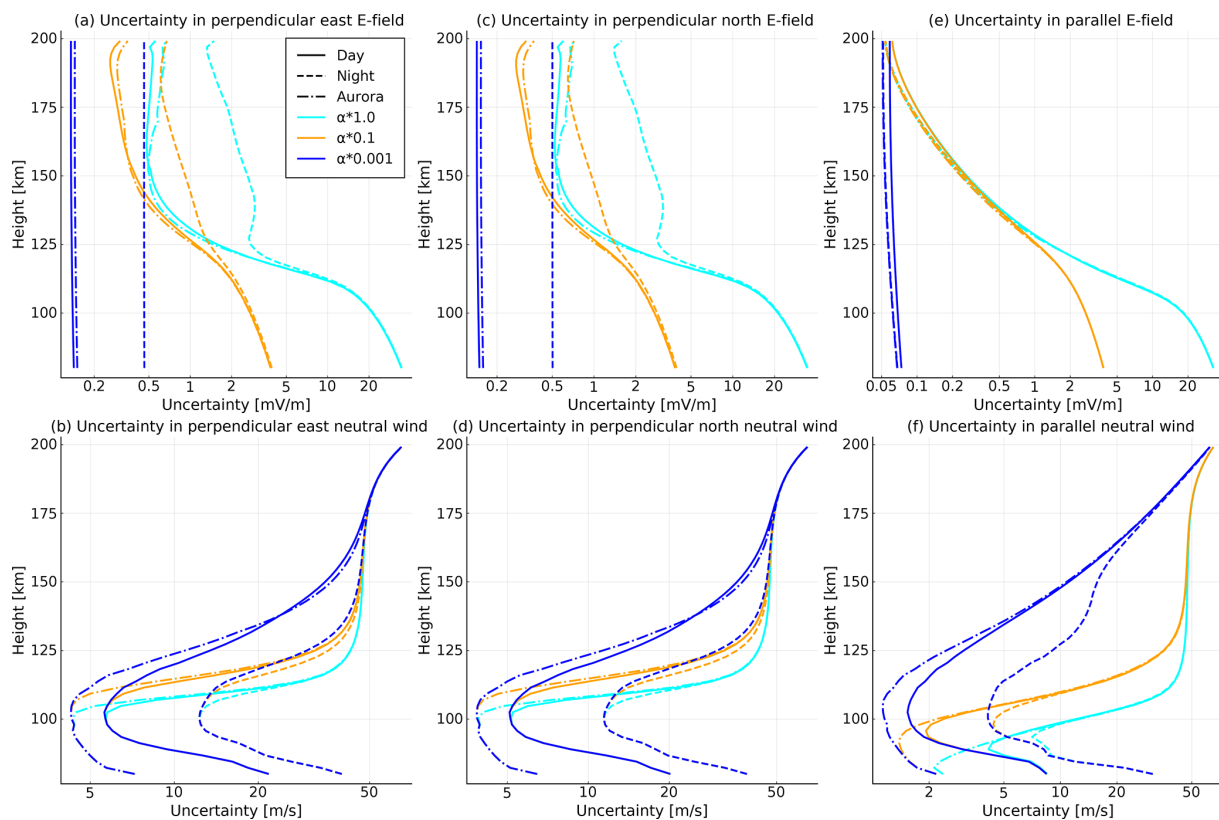 (a) Uncertainty in perpendicular east E-field
200
175
150
125
100
Height [km]
0.2 0.5 1 2 5 10 20
Uncertainty [mV/m]
Day
Night
Aurora
α*1.0
α*0.1
α*0.001
(c) Uncertainty in perpendicular north E-field
200
175
150
125
100
Height [km]
0.2 0.5 1 2 5 10 20
Uncertainty [mV/m]
(e) Uncertainty in parallel E-field
200
175
150
125
100
Height [km]
0.05 0.1 0.2 0.5 1 2 5 10 20
Uncertainty [mV/m]
(b) Uncertainty in perpendicular east neutral wind
200
175
150
125
100
Height [km]
5 10 20 50
Uncertainty [m/s]
(d) Uncertainty in perpendicular north neutral wind
200
175
150
125
100
Height [km]
5 10 20 50
Uncertainty [m/s]
(f) Uncertainty in parallel neutral wind
200
175
150
125
100
Height [km]
2 5 10 20 50
Uncertainty [m/s]